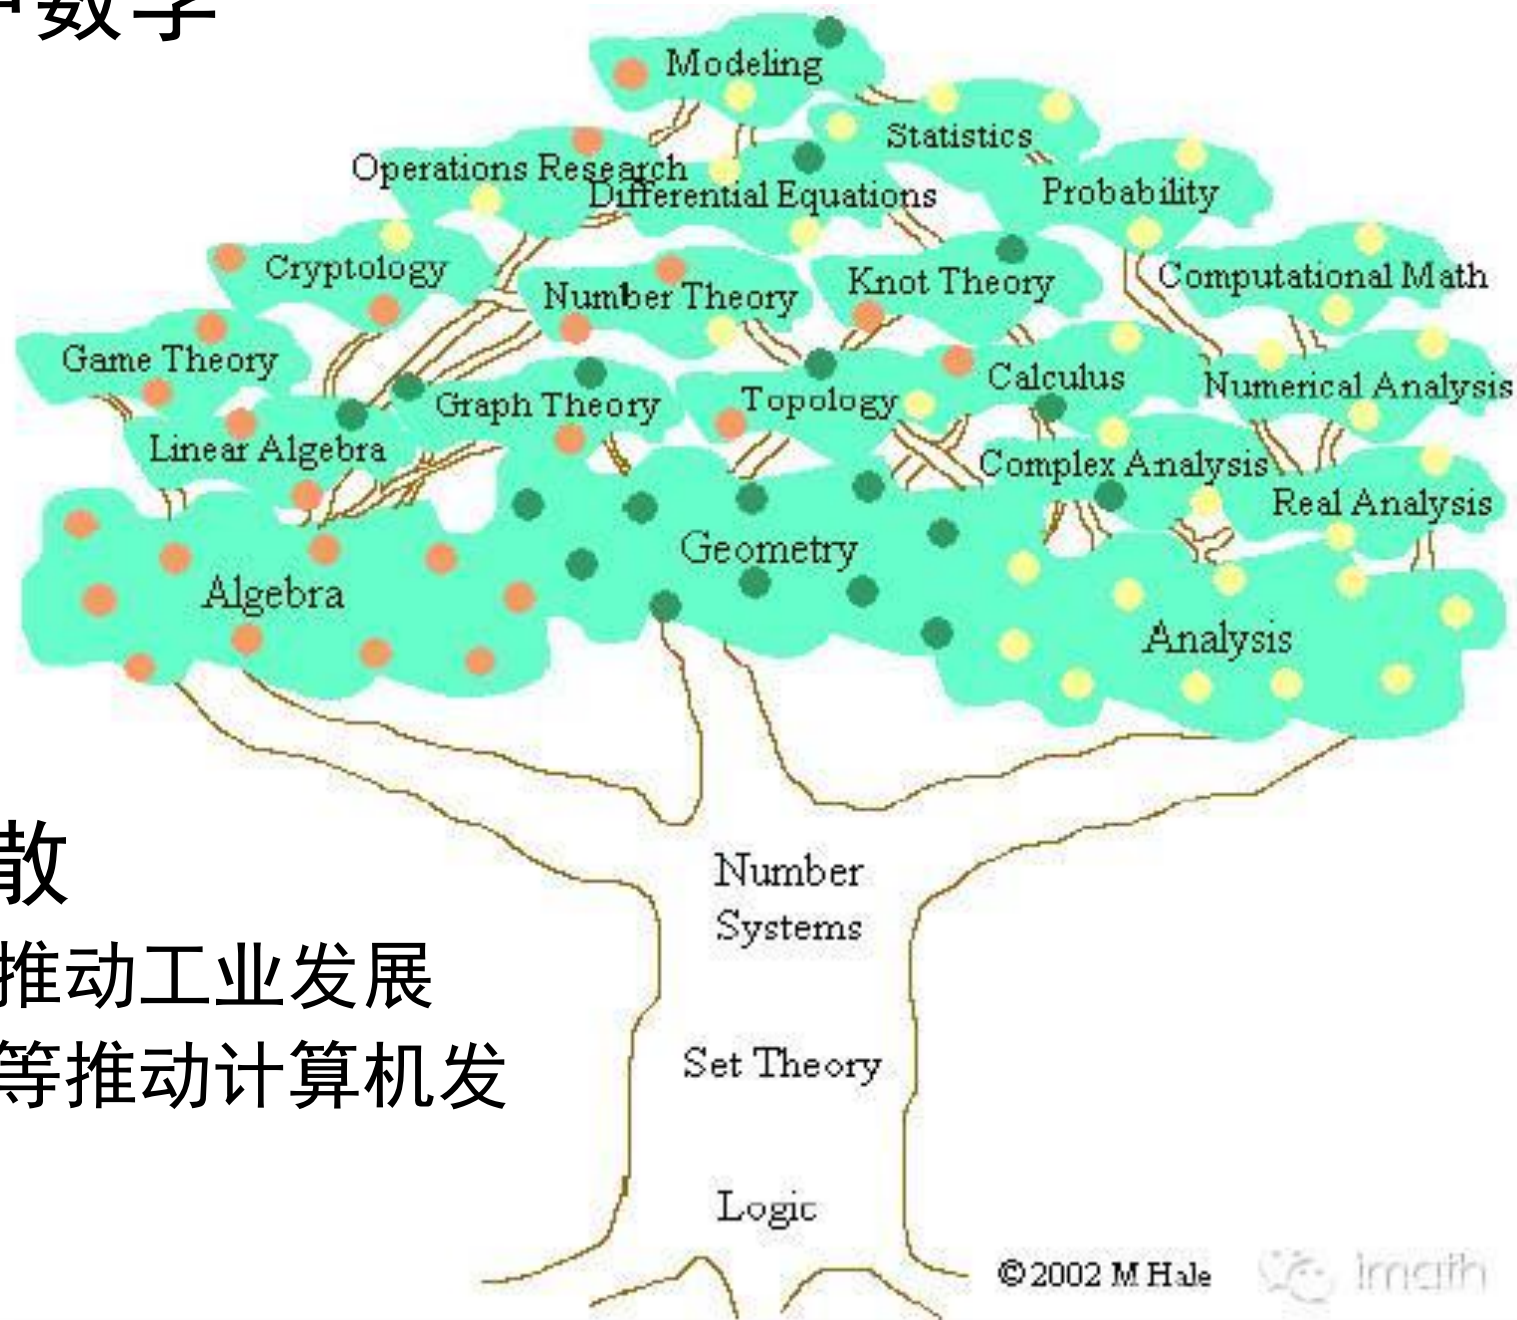 中数学
Modeling
Statistics
Operations Research
Differential Equations
Probability
Cryptology
Number Theory
Knot Theory
Computational Math
Game Theory
Graph Theory
Topology
Calculus
Numerical Analysis
Linear Algebra
Complex Analysis
Real Analysis
Algebra
Geometry
Analysis
Number
Systems
散
推动工业发展
等推动计算机发
Set Theory
Logic
©2002 M Hale
imath